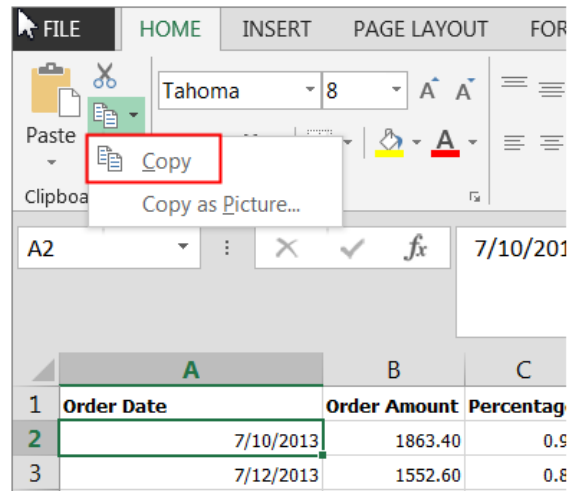 FILE HOME INSERT PAGE LAYOUT FOR
Tahoma 8 A A
Paste
Copy
A
Clipboa
Copy as Picture...
A2 fx 7/10/201
A B C
1 Order Date Order Amount Percentag
2 7/10/2013 1863.40 0.9
3 7/12/2013 1552.60 0.8